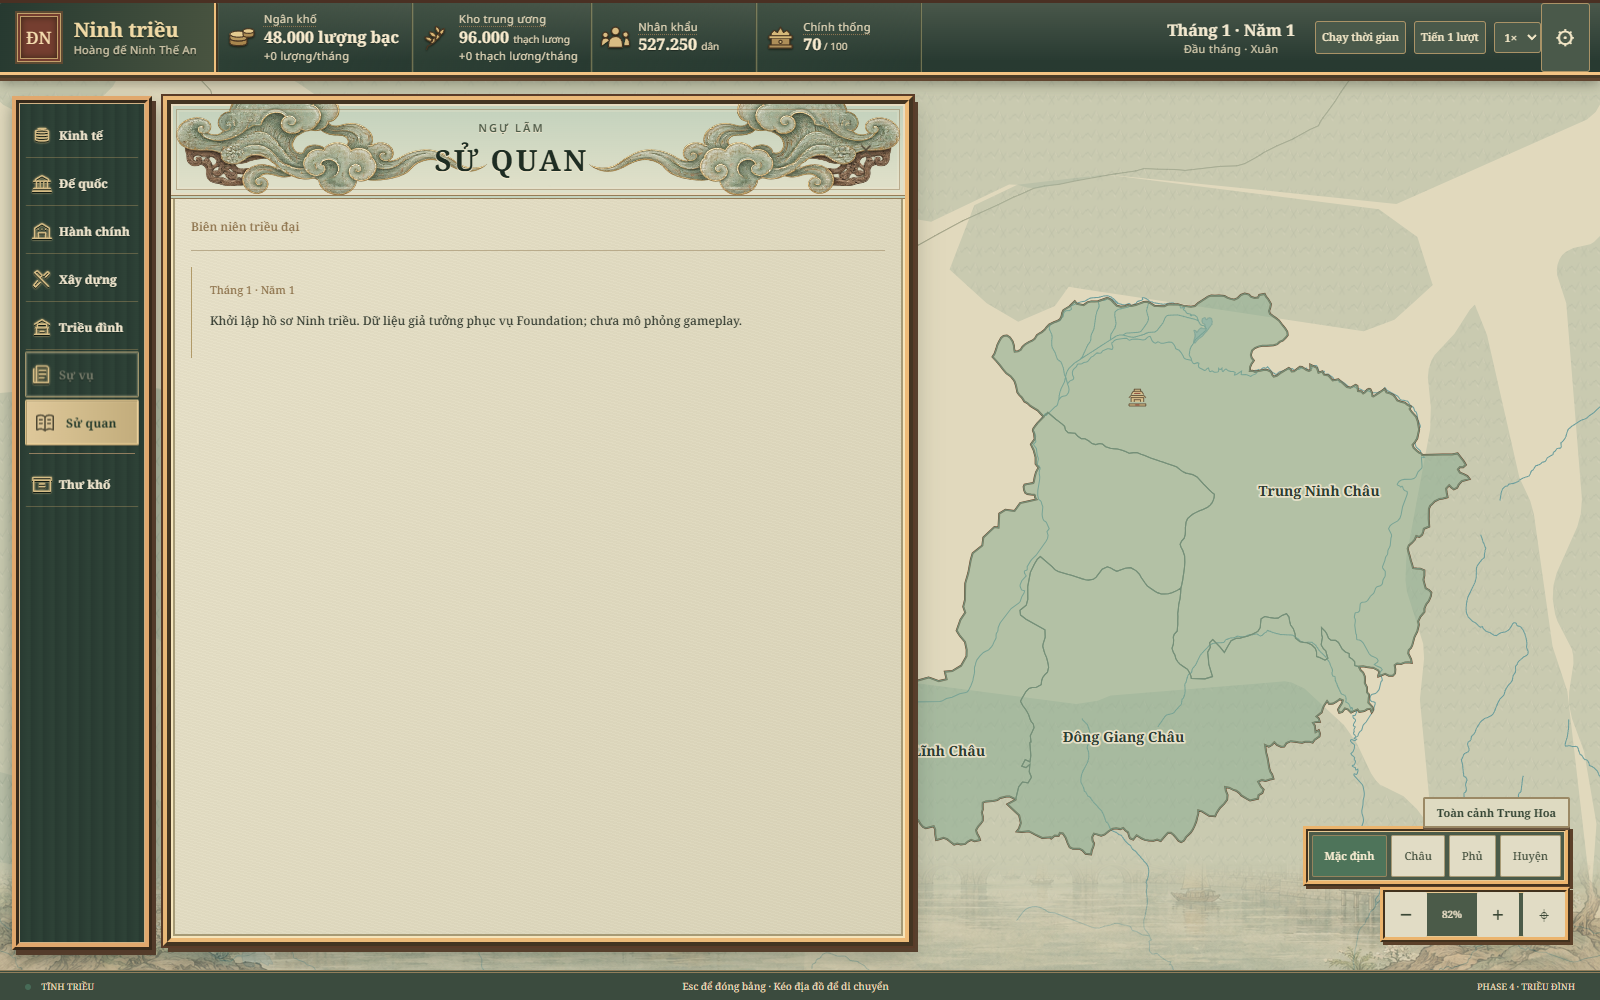 ĐN
Ninh triều
Hoàng đế Ninh Thế An
Ngân khố
48.000 lượng bạc
+0 lượng/tháng
Kho trung ương
96.000 thạch lương
+0 thạch lương/tháng
Nhân khẩu
527.250 dân
Chính thống
70 / 100
Tháng 1 · Năm 1
Đầu tháng · Xuân
Chạy thời gian
Tiến 1 lượt
1×
Kinh tế
Đế quốc
Hành chính
Xây dựng
Triều đình
Sự vụ
Sử quan
Thư khố
NGỰ LÃM
SỬ QUAN
Biên niên triều đại
Tháng 1 · Năm 1
Khởi lập hồ sơ Ninh triều. Dữ liệu giả tưởng phục vụ Foundation; chưa mô phỏng gameplay.
Trung Ninh Châu
Đông Giang Châu
Lĩnh Châu
Toàn cảnh Trung Hoa
Mặc định
Châu
Phủ
Huyện
− 82% +
TĨNH TRIỀU
Esc để đóng bảng · Kéo địa đồ để di chuyển
PHASE 4 · TRIỀU ĐÌNH